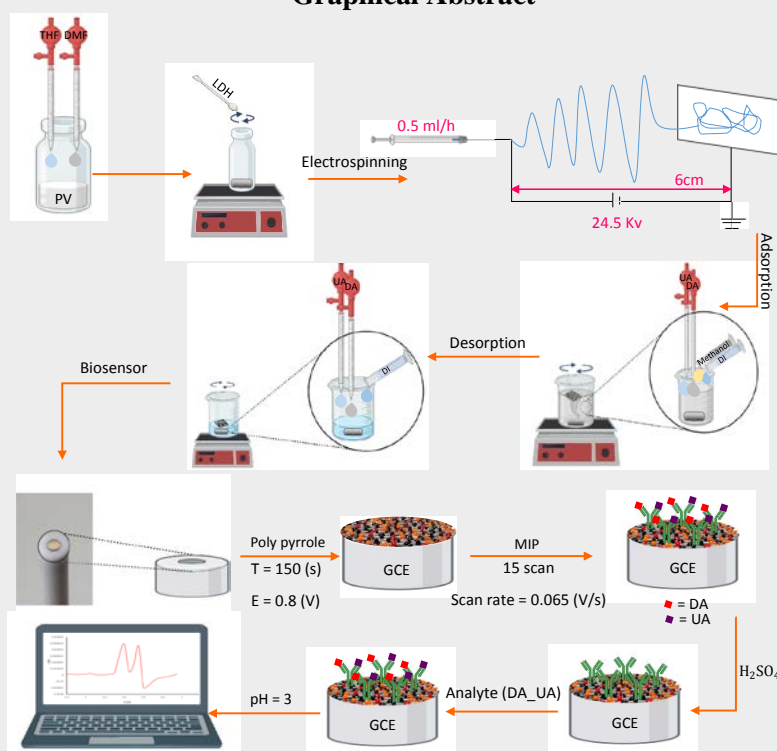 Graphical Abstract
THF DMF
PV
LDH
Electrospinning
0.5 ml/h
6cm
24.5 Kv
Adsorption
UA
DA
Methanol/
DI
Desorption
UA
DA
DI
Biosensor
Poly pyrrole
T = 150 (s)
E = 0.8 (V)
GCE
MIP
15 scan
Scan rate = 0.065 (V/s)
GCE
= DA
= UA
H₂SO₄
GCE
Analyte (DA_UA)
GCE
pH = 3